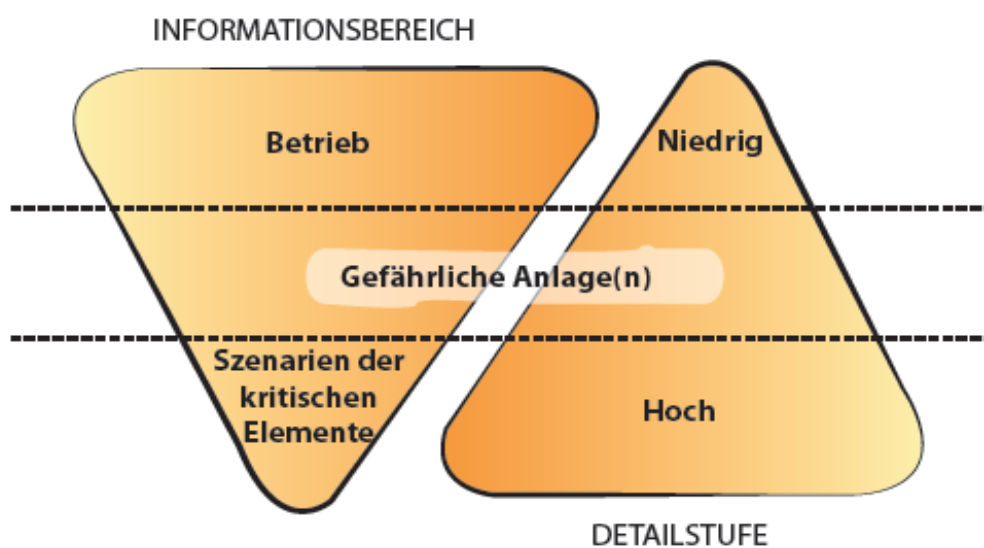 INFORMATIONSBEREICH
Betrieb
Niedrig
Gefährliche Anlage(n)
Szenarien der
kritischen
Elemente
Hoch
DETAILSTUFE